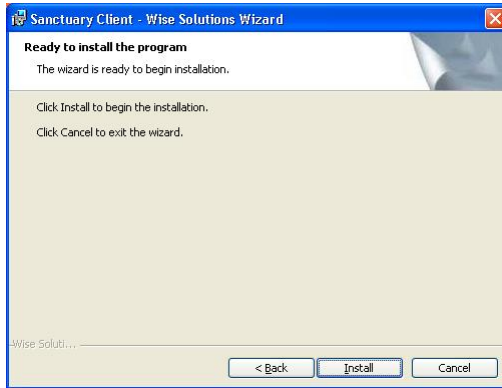 Sanctuary Client - Wise Solutions Wizard
Ready to install the program
The wizard is ready to begin installation.
Click Install to begin the installation.
Click Cancel to exit the wizard.
Wise Soluti...
< Back Install Cancel